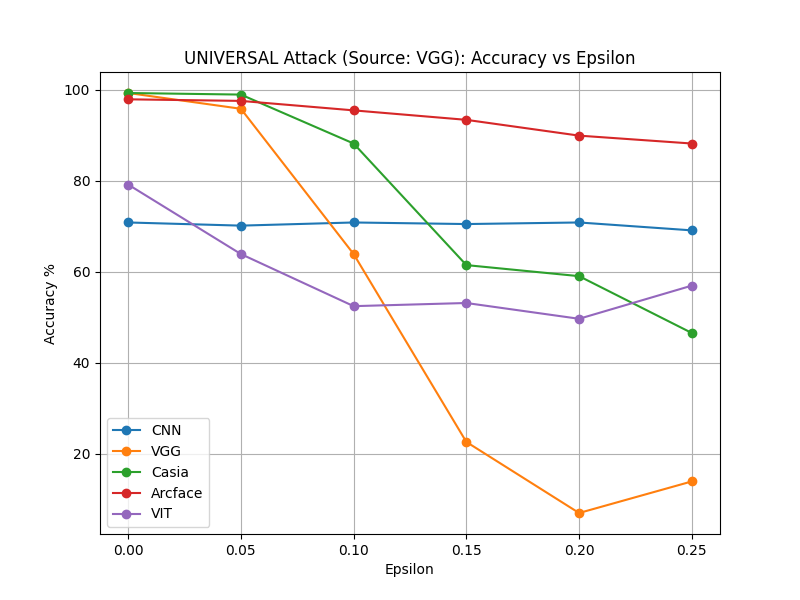 UNIVERSAL Attack (Source: VGG): Accuracy vs Epsilon
Accuracy %
100
80
60
40
20
CNN
VGG
Casia
Arcface
VIT
0.00 0.05 0.10 0.15 0.20 0.25
Epsilon